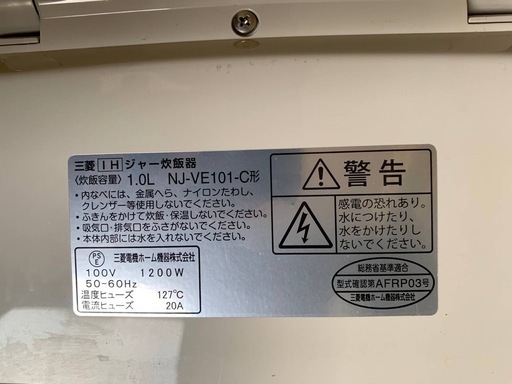 三菱 IH ジャー炊飯器
〈炊飯容量〉1.0L NJ-VE101-C形
・内なべには、金属へら、ナイロンたわし、
クレンザー等使用しないでください。
・ふきんをかけて炊飯・保温しないでください。
・吸気口・排気口をふさがないでください。
・本体内部には水を入れないでください。
PS
E
三菱電機ホーム機器株式会社
100V 1200W
50-60Hz
温度ヒューズ 127℃
電流ヒューズ 20A
警告
感電の恐れあり。
水につけたり、
水をかけたり
しないでください。
総務省基準適合
型式確認第AFRP03号
三菱電機ホーム機器株式会社